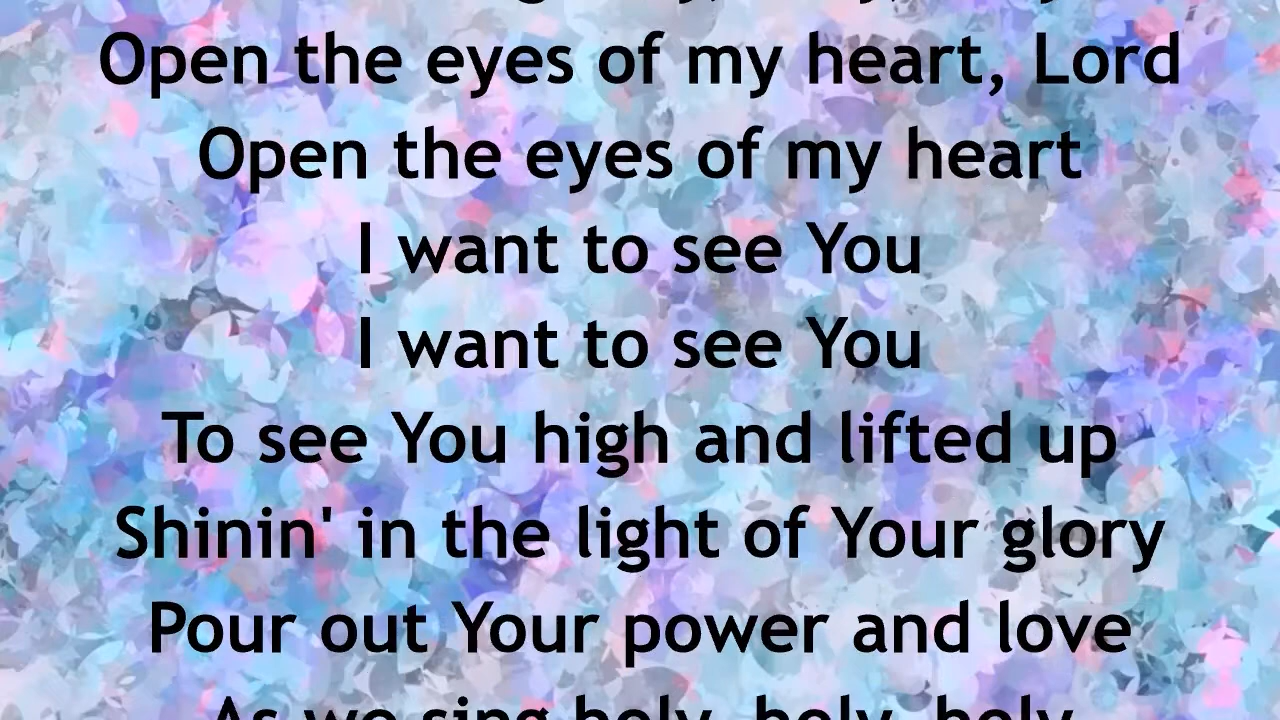 Open the eyes of my heart, Lord
Open the eyes of my heart
I want to see You
I want to see You
To see You high and lifted up
Shinin' in the light of Your glory
Pour out Your power and love
As we sing holy, holy, holy